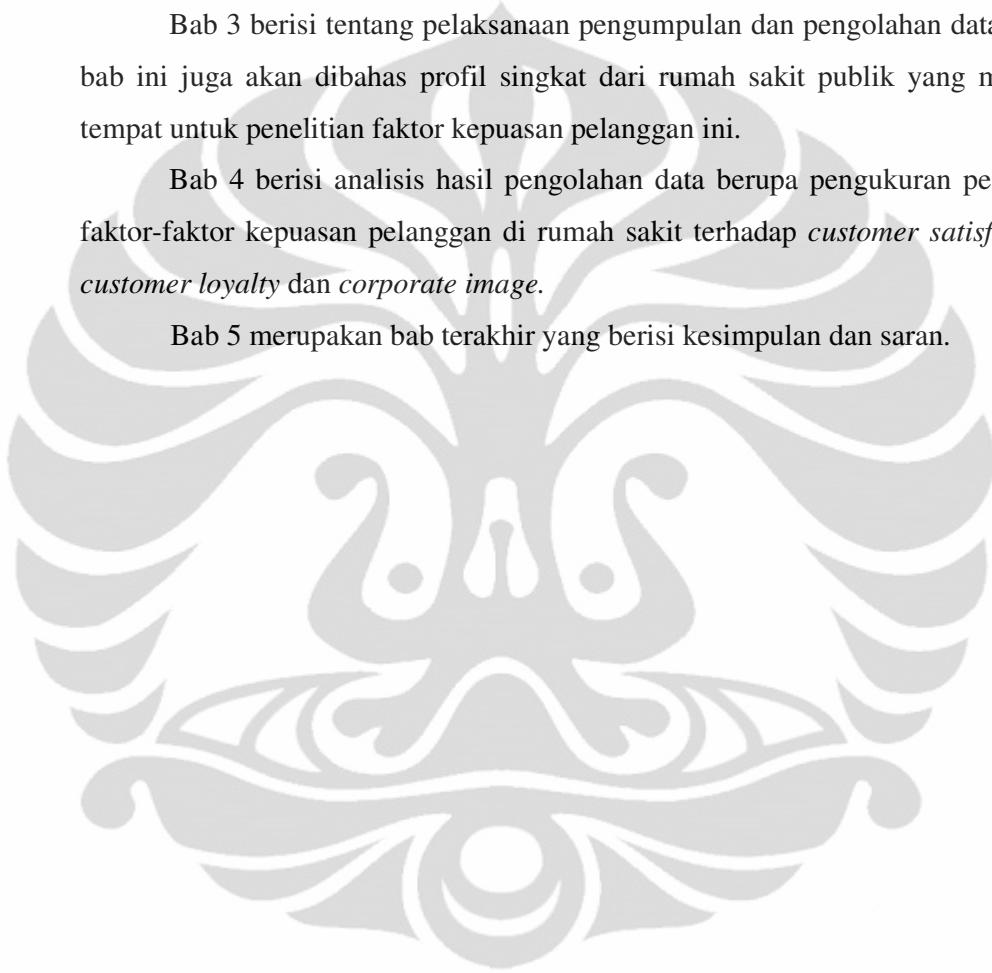 Bab 3 berisi tentang pelaksanaan pengumpulan dan pengolahan data
bab ini juga akan dibahas profil singkat dari rumah sakit publik yang
tempat untuk penelitian faktor kepuasan pelanggan ini.
Bab 4 berisi analisis hasil pengolahan data berupa pengukuran
faktor-faktor kepuasan pelanggan di rumah sakit terhadap customer
customer loyalty dan corporate image.
Bab 5 merupakan bab terakhir yang berisi kesimpulan dan saran.